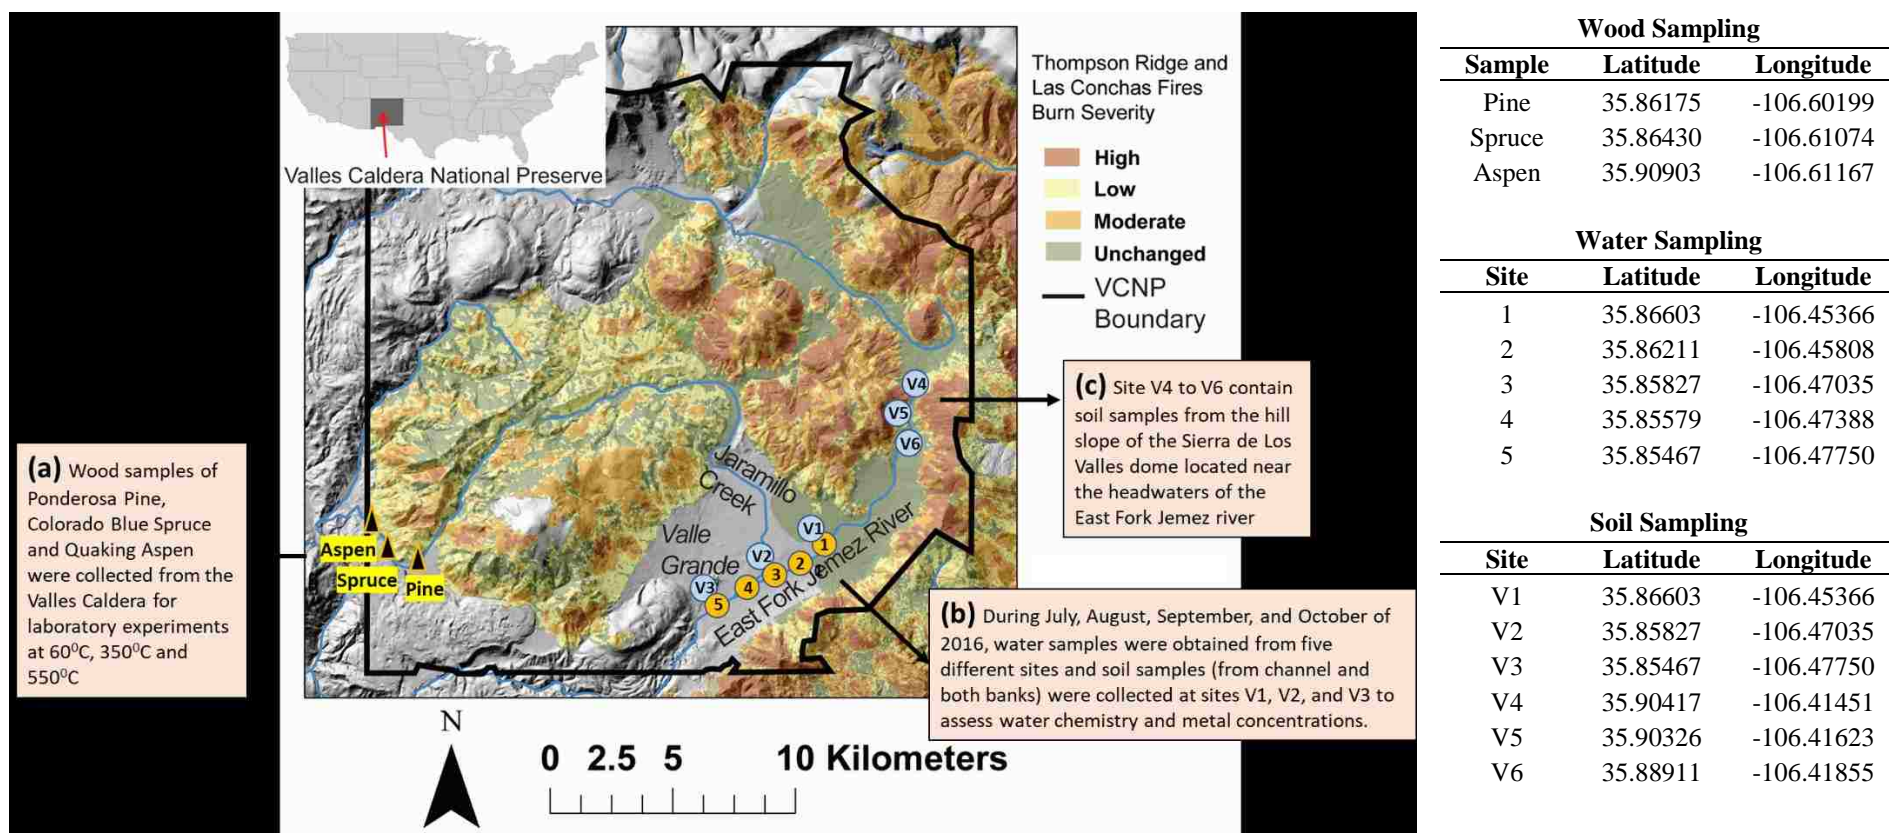 Valles Caldera National Preserve
Thompson Ridge and
Las Conchas Fires
Burn Severity
High
Low
Moderate
Unchanged
VCNP
Boundary
(a) Wood samples of
Ponderosa Pine,
Colorado Blue Spruce
and Quaking Aspen
were collected from the
Valles Caldera for
laboratory experiments
at 60⁰C, 350⁰C and
550⁰C
Aspen
Spruce
Pine
Jaramillo
Creek
Valle
Grande
East Fork Jemez River
V4
V5
V6
V1
1
V2
2
3
V3
4
5
(c) Site V4 to V6 contain
soil samples from the hill
slope of the Sierra de Los
Valles dome located near
the headwaters of the
East Fork Jemez river
(b) During July, August, September, and October of
2016, water samples were obtained from five
different sites and soil samples (from channel and
both banks) were collected at sites V1, V2, and V3 to
assess water chemistry and metal concentrations.
N
0 2.5 5 10 Kilometers
Wood Sampling
Sample Latitude Longitude
Pine 35.86175 -106.60199
Spruce 35.86430 -106.61074
Aspen 35.90903 -106.61167
Water Sampling
Site Latitude Longitude
1 35.86603 -106.45366
2 35.86211 -106.45808
3 35.85827 -106.47035
4 35.85579 -106.47388
5 35.85467 -106.47750
Soil Sampling
Site Latitude Longitude
V1 35.86603 -106.45366
V2 35.85827 -106.47035
V3 35.85467 -106.47750
V4 35.90417 -106.41451
V5 35.90326 -106.41623
V6 35.88911 -106.41855